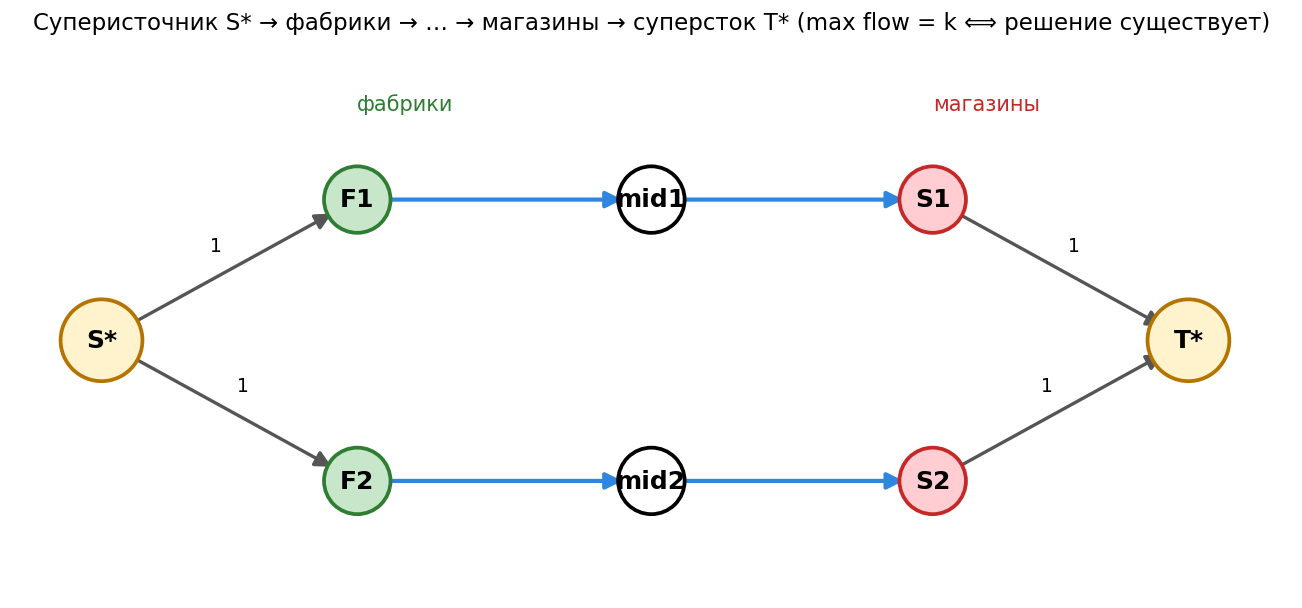 Суперисточник S* → фабрики → … → магазины → суперсток T* (max flow = k ⟺ решение существует)
фабрики
магазины
F1
mid1
S1
1
1
S*
T*
1
1
F2
mid2
S2